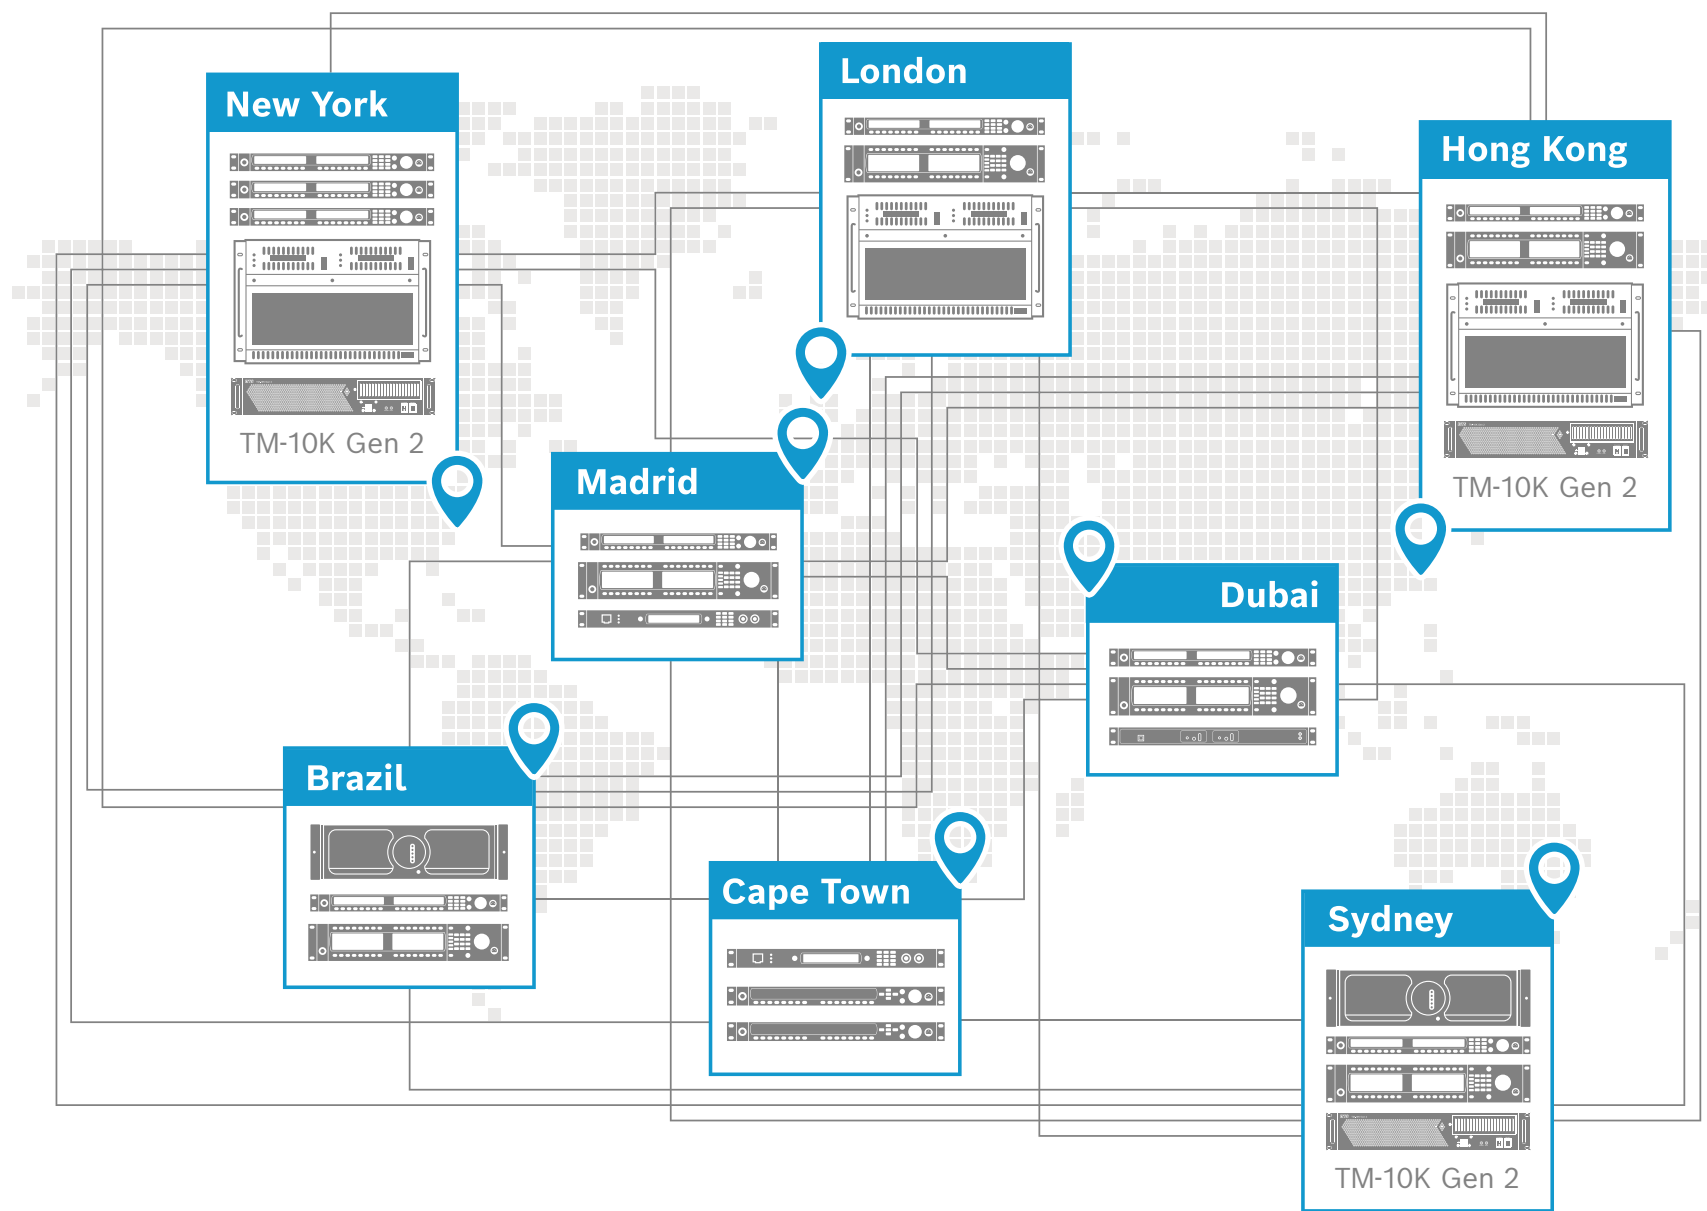 London
New York
Hong Kong
TM-10K Gen 2
Madrid
TM-10K Gen 2
Dubai
Brazil
Cape Town
Sydney
TM-10K Gen 2